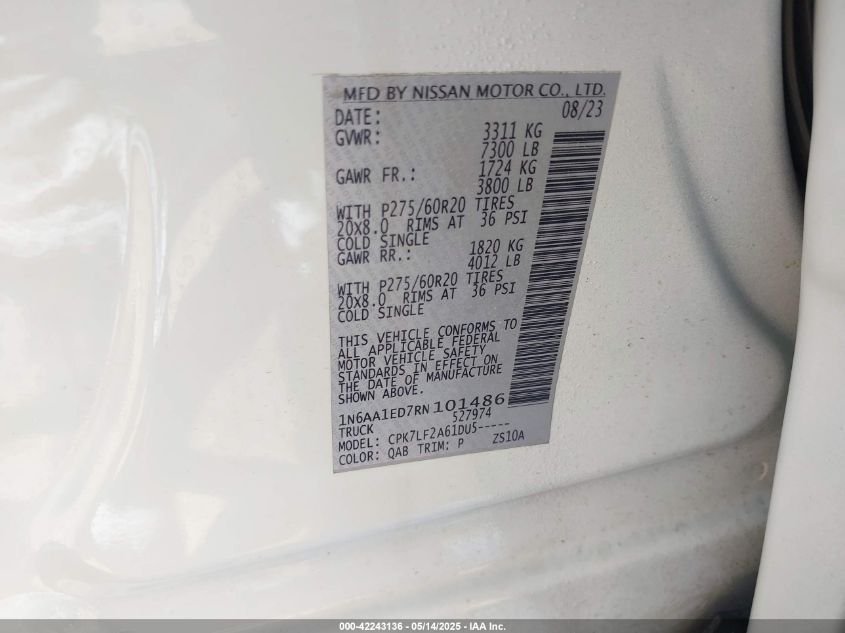 MFD BY NISSAN MOTOR CO., LTD.
DATE: 08/23
GVWR: 3311 KG
7300 LB
GAWR FR.: 1724 KG
3800 LB
WITH P275/60R20 TIRES
20x8.0 RIMS AT 36 PSI
COLD SINGLE
GAWR RR.: 1820 KG
4012 LB
WITH P275/60R20 TIRES
20x8.0 RIMS AT 36 PSI
COLD SINGLE
THIS VEHICLE CONFORMS TO
ALL APPLICABLE FEDERAL
MOTOR VEHICLE SAFETY
STANDARDS IN EFFECT ON
THE DATE OF MANUFACTURE
SHOWN ABOVE.
1N6AA1ED7RN101486
TRUCK 527974
MODEL: CPK7LF2A61DU5-----
COLOR: QAB TRIM: P ZS10A
000-42243136 - 05/14/2025 - IAA Inc.